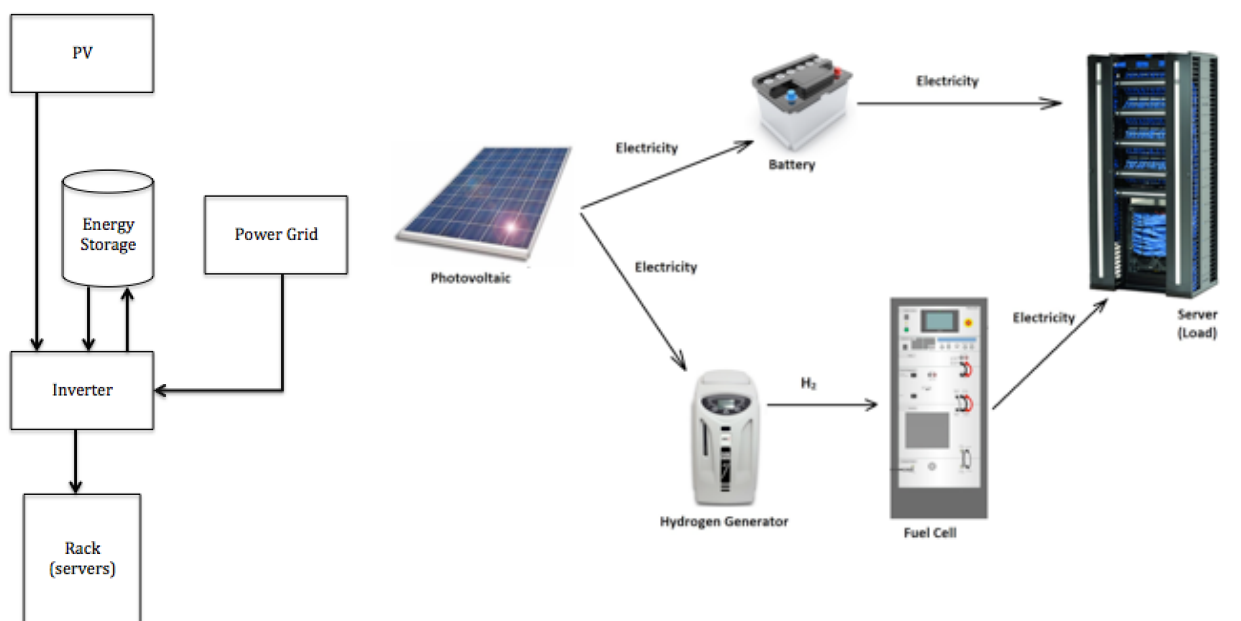 PV
Energy
Storage
Power Grid
Inverter
Rack
(servers)
Photovoltaic
Electricity
Battery
Electricity
Electricity
Hydrogen Generator
H₂
Fuel Cell
Electricity
Server
(Load)